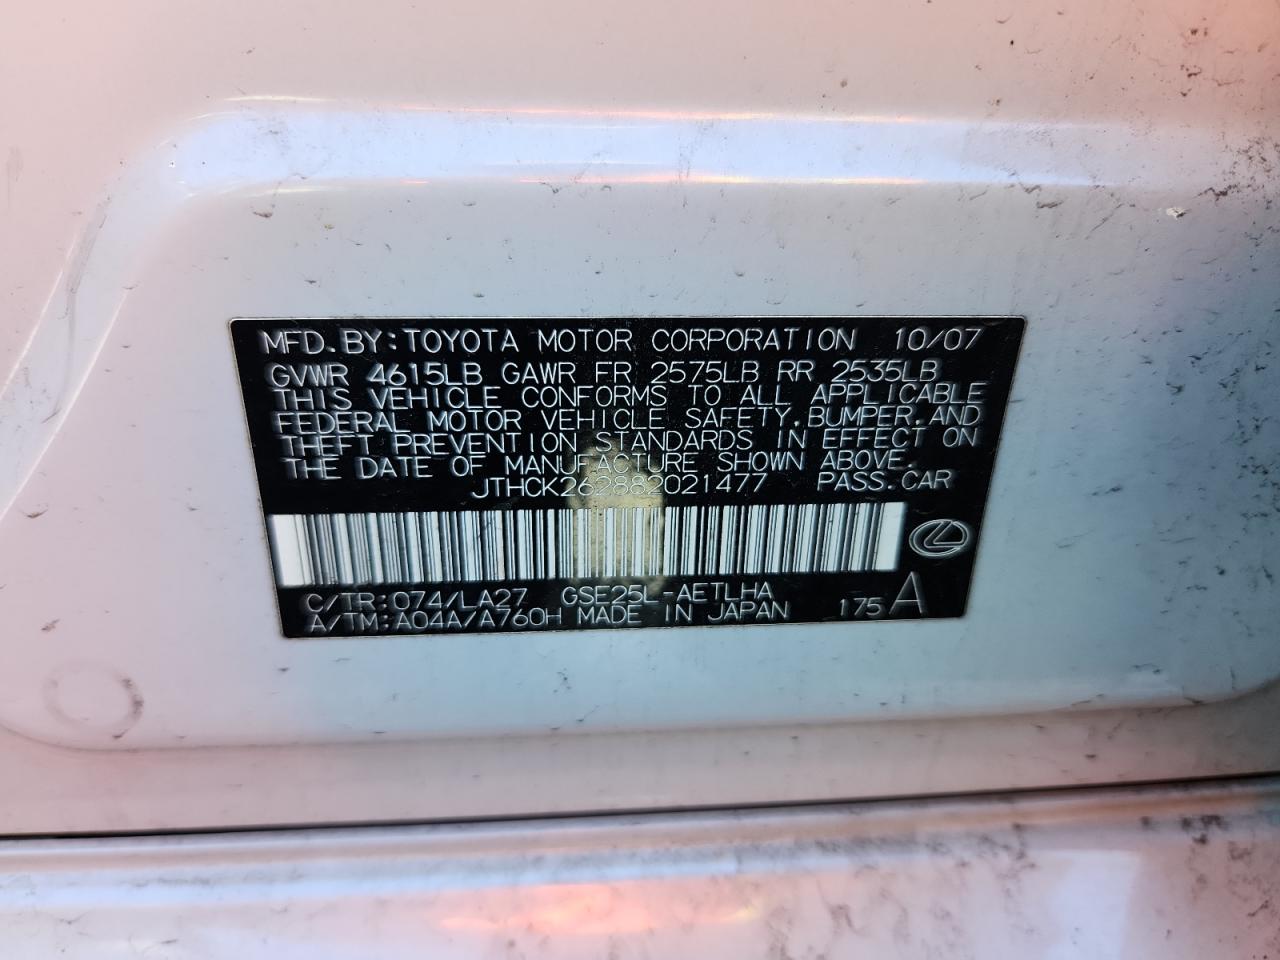 MFD.BY:TOYOTA MOTOR CORPORATION 10/07
GVWR 4615LB GAWR FR 2575LB RR 2535LB
THIS VEHICLE CONFORMS TO ALL APPLICABLE
FEDERAL MOTOR VEHICLE SAFETY,BUMPER,AND
THEFT PREVENTION STANDARDS IN EFFECT ON
THE DATE OF MANUFACTURE SHOWN ABOVE.
JTHCK262882021477 PASS.CAR
C/TR:074/LA27 GSE25L-AETLHA
A/TM:A04A/A760H MADE IN JAPAN 175 A